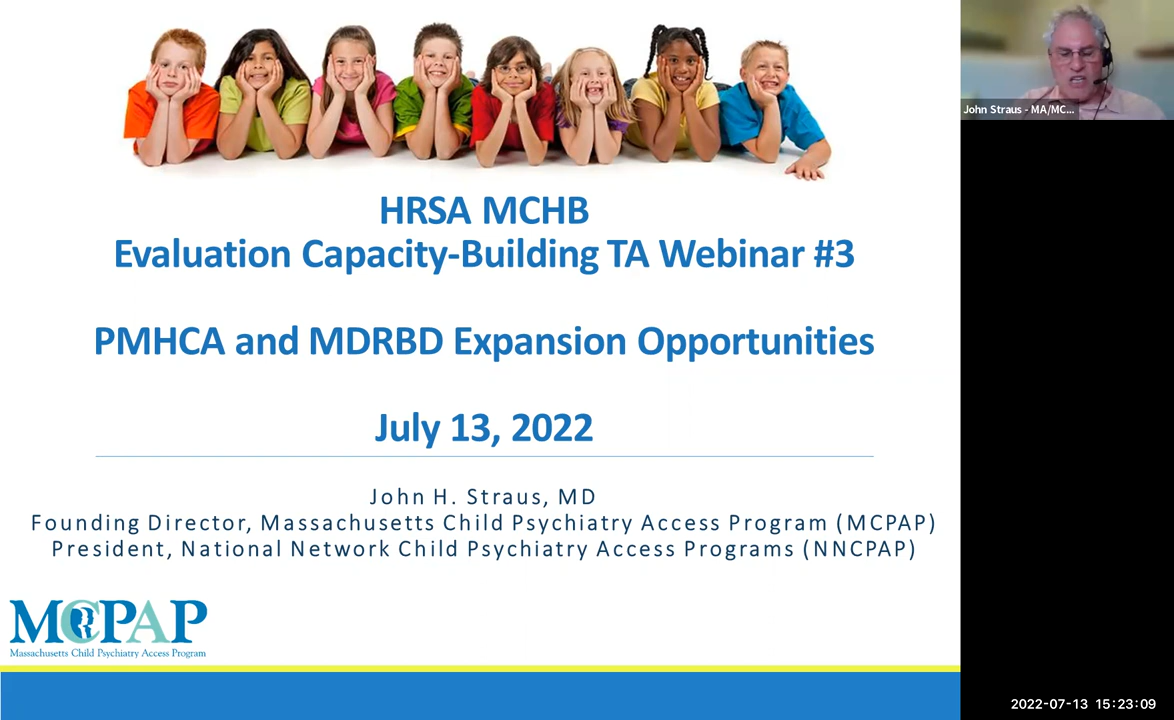 HRSA MCHB
Evaluation Capacity-Building TA Webinar #3
PMHCA and MDRBD Expansion Opportunities
July 13, 2022
John H. Straus, MD
Founding Director, Massachusetts Child Psychiatry Access Program (MCPAP)
President, National Network Child Psychiatry Access Programs (NNCPAP)
MCPAP
Massachusetts Child Psychiatry Access Program
John Straus - MA/MC...
2022-07-13 15:23:09